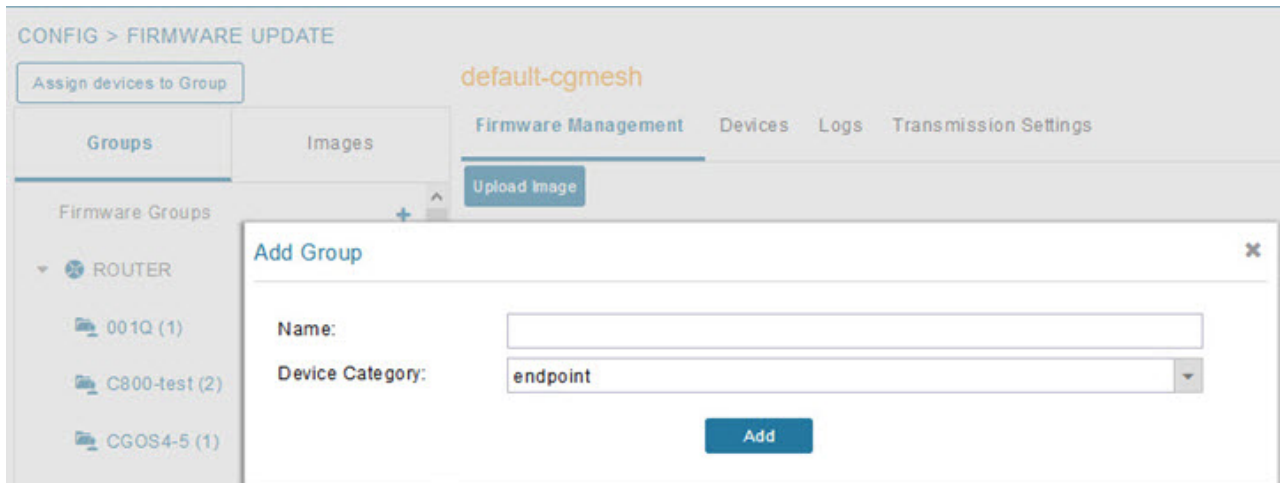 CONFIG > FIRMWARE UPDATE
Assign devices to Group
default-cgmesh
Groups
Images
Firmware Management
Devices
Logs
Transmission Settings
Upload Image
Firmware Groups
+
ROUTER
001Q (1)
C800-test (2)
CGOS4-5 (1)
Add Group
Name:
Device Category:
endpoint
Add